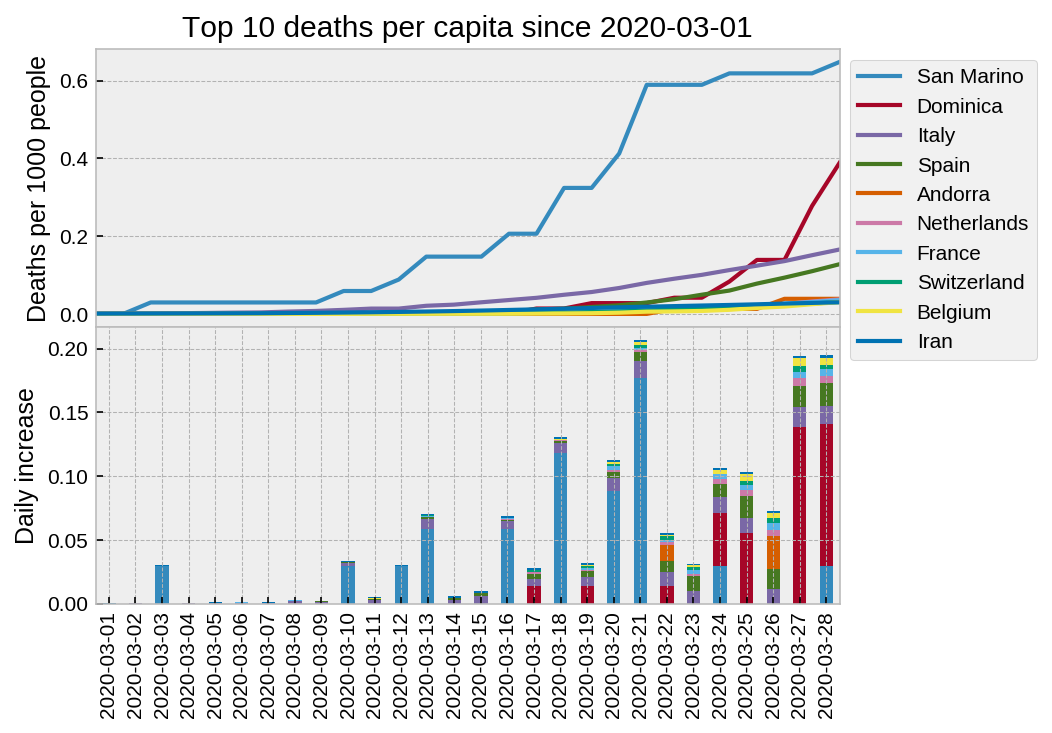 Top 10 deaths per capita since 2020-03-01
Deaths per 1000 people
0.6
0.4
0.2
0.0
San Marino
Dominica
Italy
Spain
Andorra
Netherlands
France
Switzerland
Belgium
Iran
Daily increase
0.20
0.15
0.10
0.05
0.00
2020-03-01
2020-03-02
2020-03-03
2020-03-04
2020-03-05
2020-03-06
2020-03-07
2020-03-08
2020-03-09
2020-03-10
2020-03-11
2020-03-12
2020-03-13
2020-03-14
2020-03-15
2020-03-16
2020-03-17
2020-03-18
2020-03-19
2020-03-20
2020-03-21
2020-03-22
2020-03-23
2020-03-24
2020-03-25
2020-03-26
2020-03-27
2020-03-28